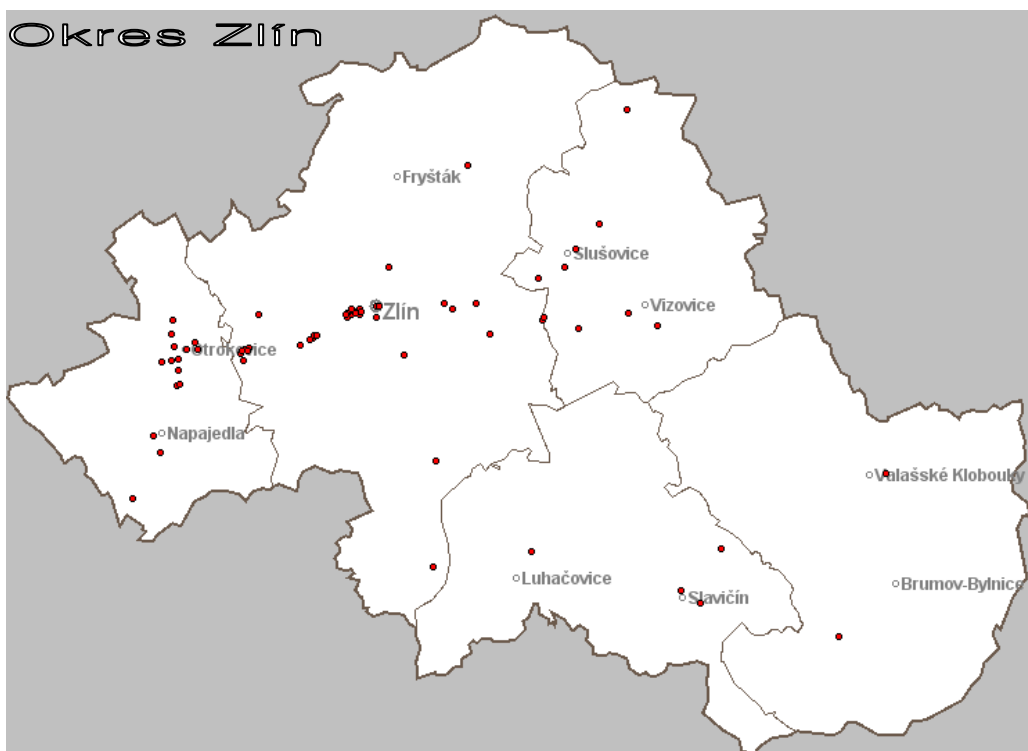 Okres Zlín
Fryšták
Slušovice
Vizovice
Zlín
Otrokovice
Napajedla
Valašské Klobouky
Luhačovice
Slavičín
Brumov-Bylnice